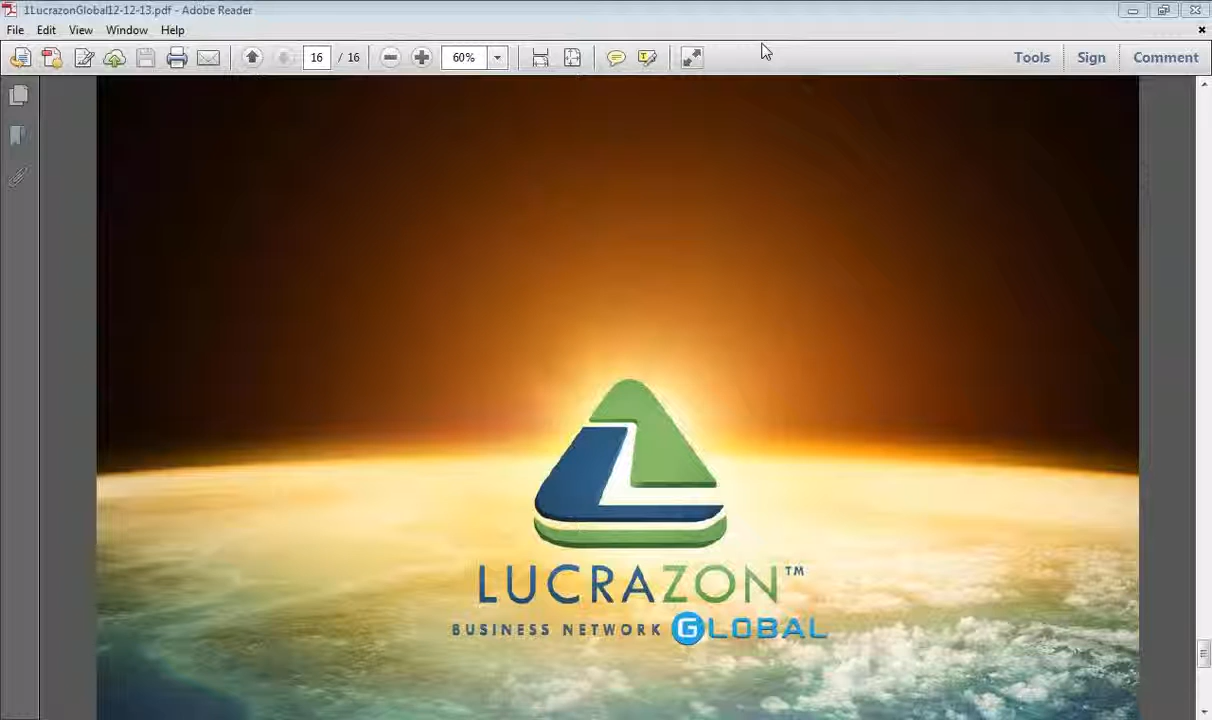 1LucrazonGlobal12-12-13.pdf - Adobe Reader
File Edit View Window Help
16 / 16 60% Tools Sign Comment
LUCRAZON™
BUSINESS NETWORK GLOBAL